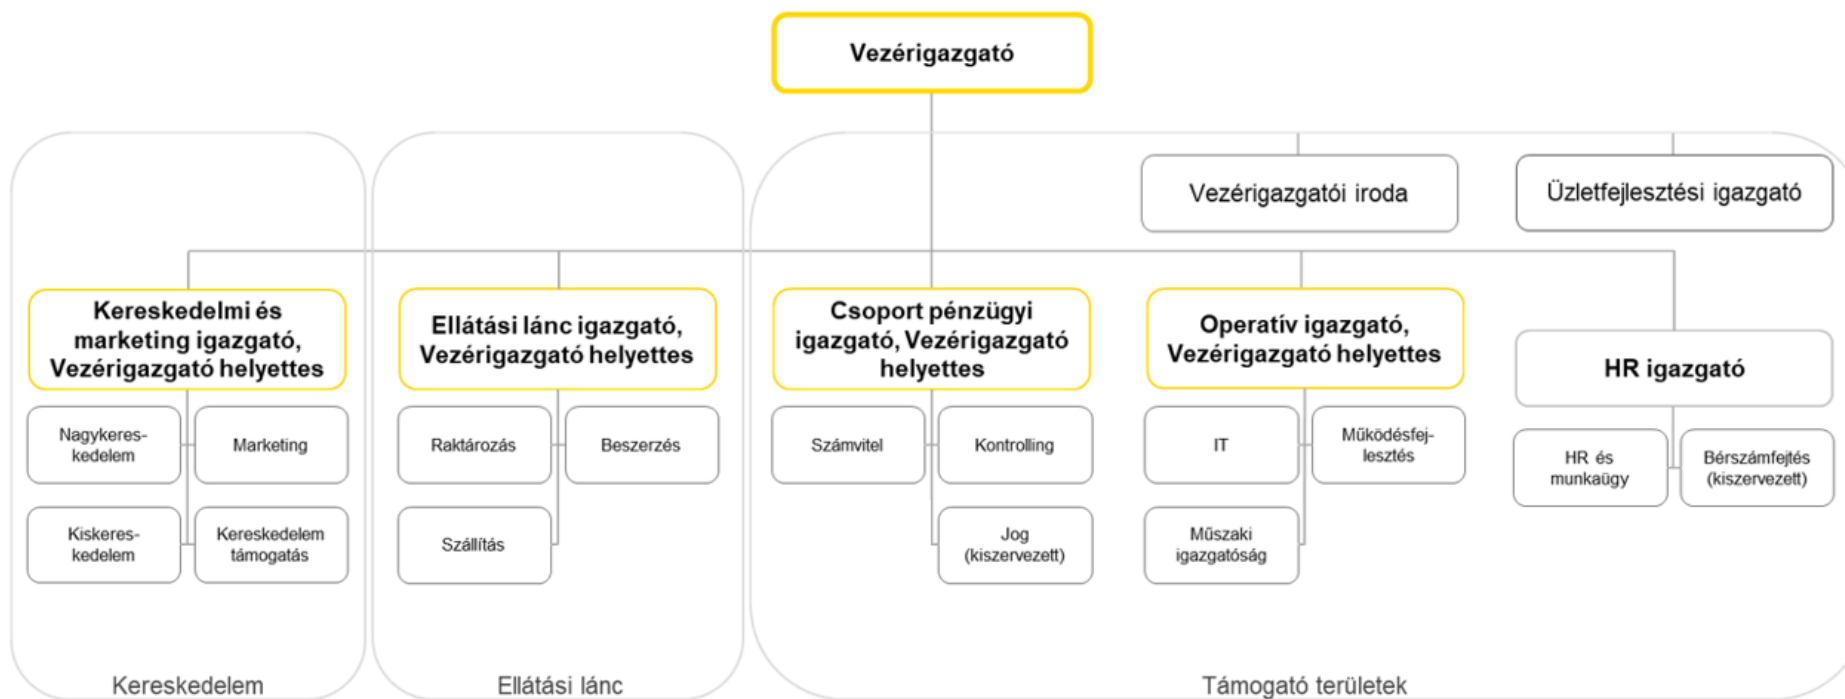 Vezérigazgató
Vezérigazgatói iroda
Üzletfejlesztési igazgató
Kereskedelmi és
marketing igazgató,
Vezérigazgató helyettes
Ellátási lánc igazgató,
Vezérigazgató helyettes
Csoport pénzügyi
igazgató, Vezérigazgató
helyettes
Operatív igazgató,
Vezérigazgató helyettes
HR igazgató
Nagykeres-
kedelem
Marketing
Kiskeres-
kedelem
Kereskedelem
támogatás
Raktározás
Beszerzés
Szállítás
Számvitel
Kontrolling
Jog
(kiszervezett)
IT
Működésfej-
lesztés
Műszaki
igazgatóság
HR és
munkaügy
Bérszámfejtés
(kiszervezett)
Kereskedelem
Ellátási lánc
Támogató területek